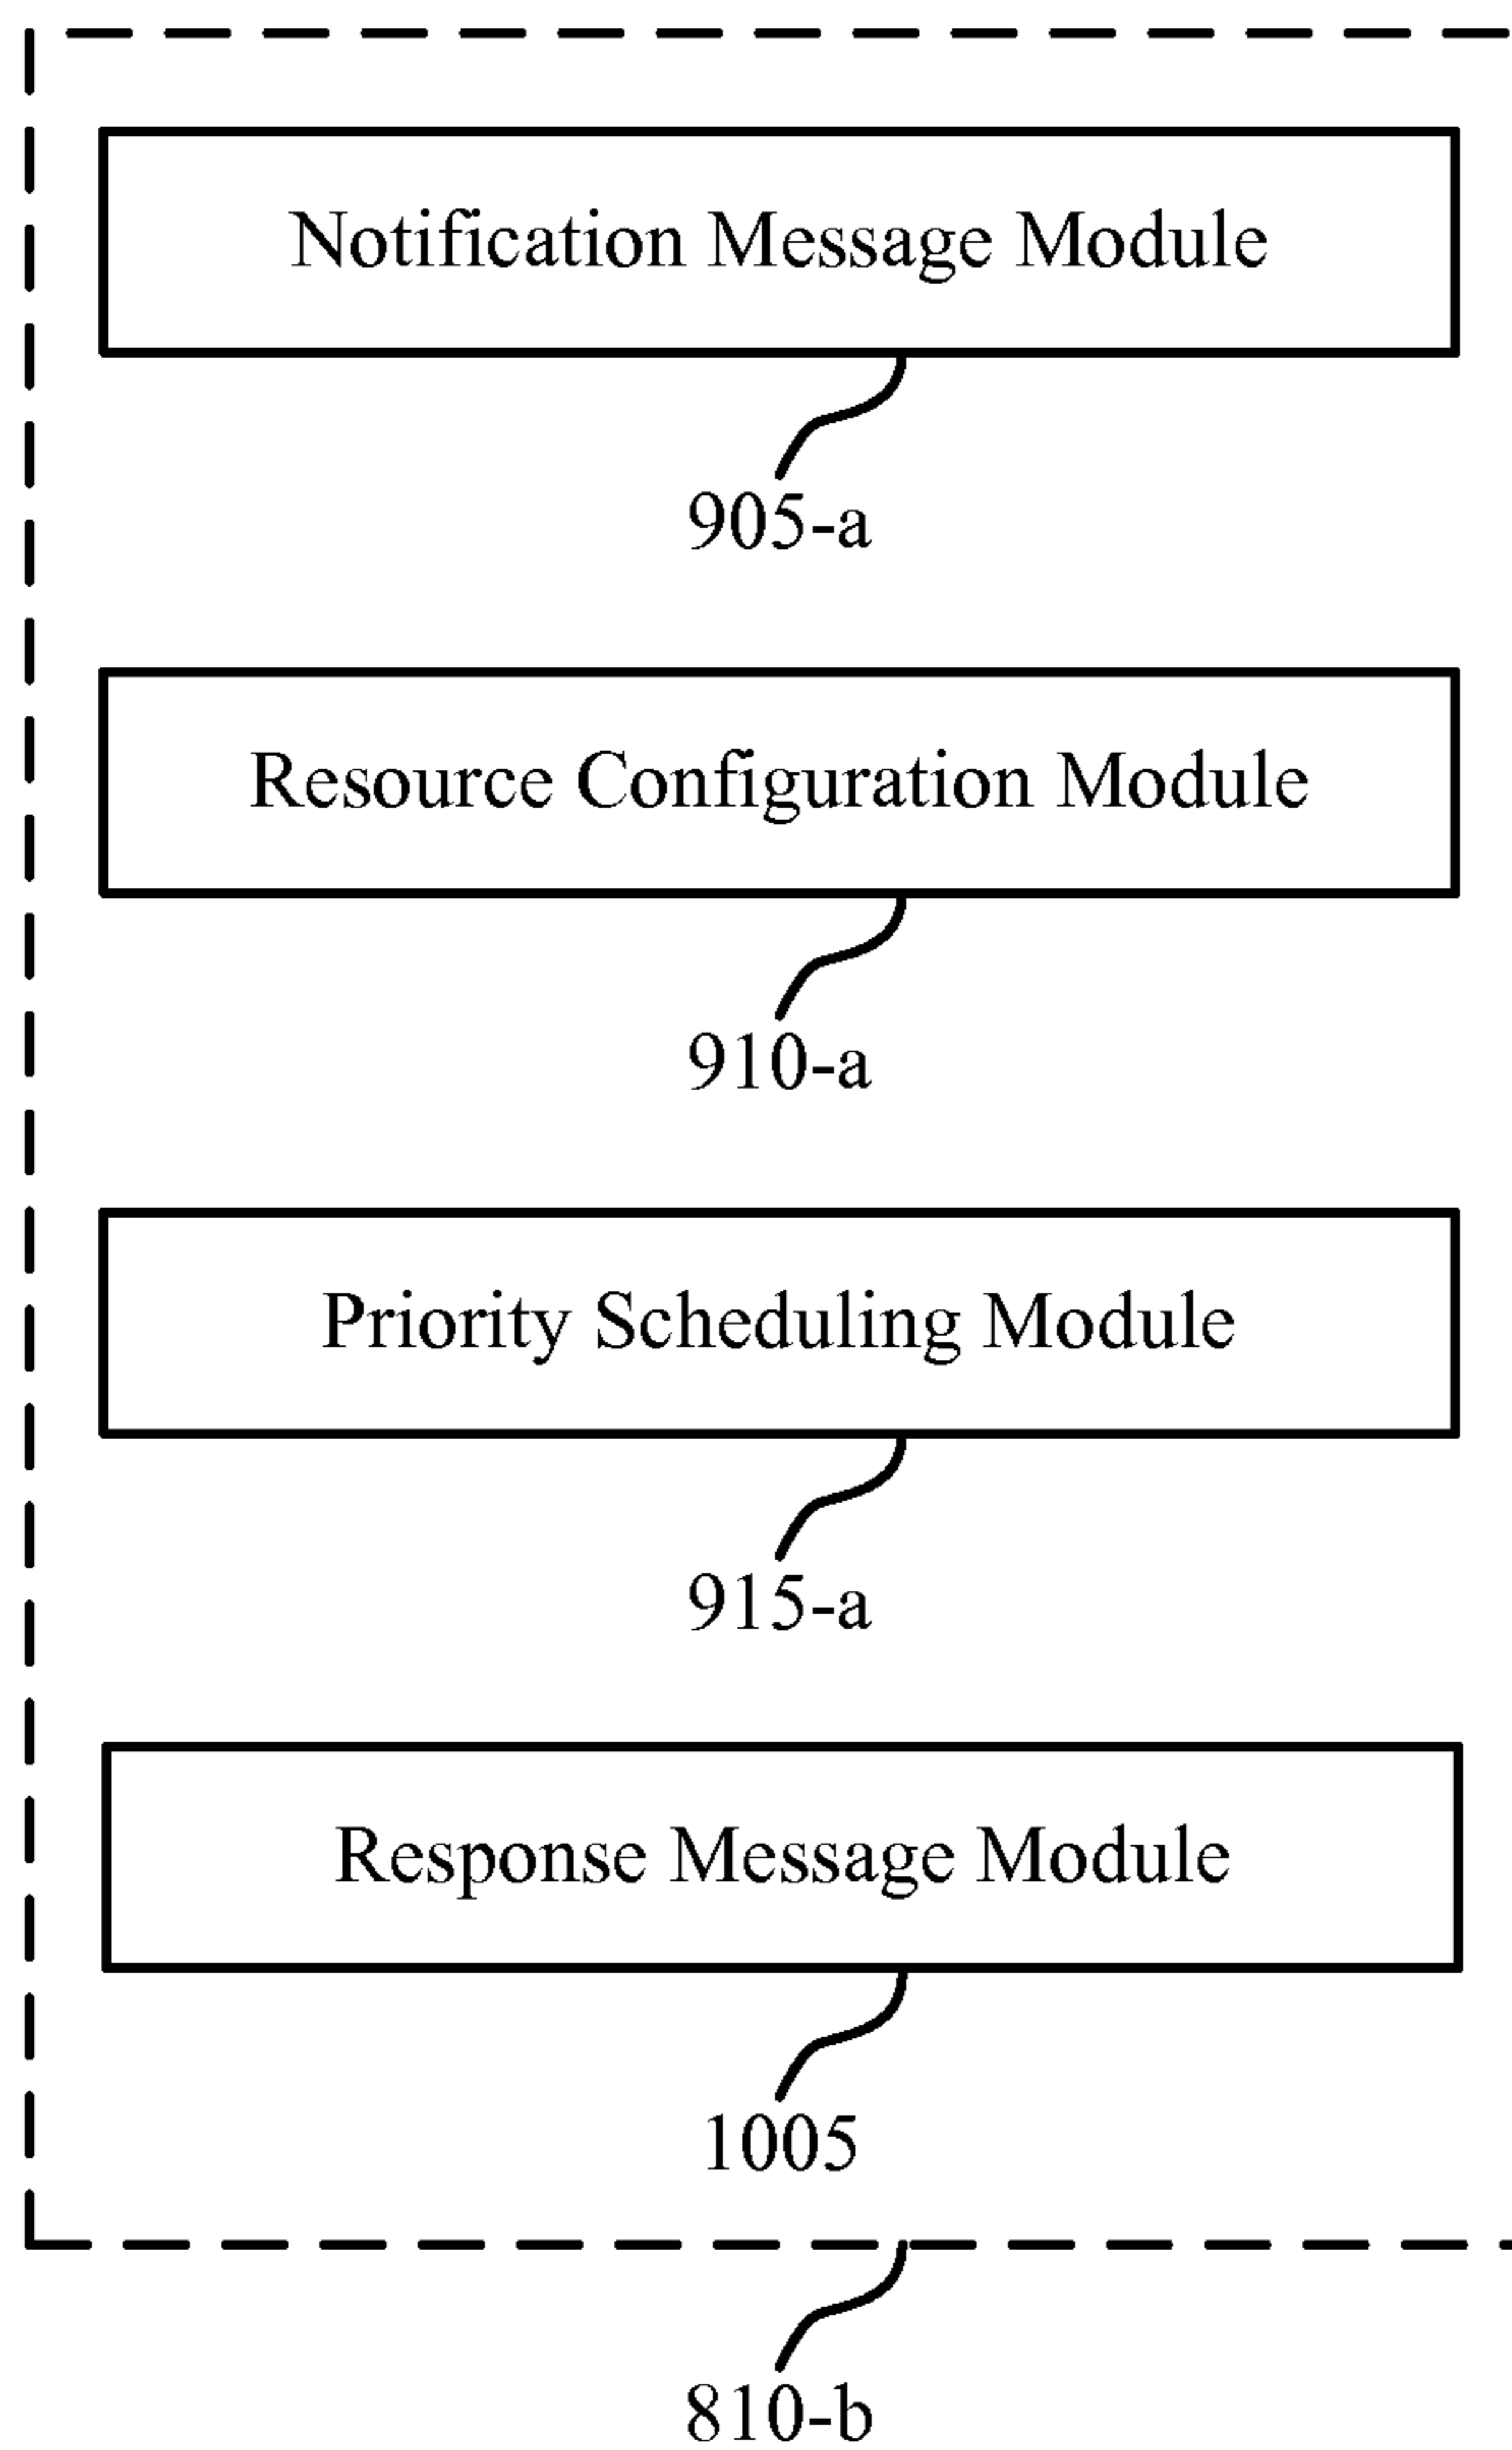 Notification Message Module
905-a
Resource Configuration Module
910-a
Priority Scheduling Module
915-a
Response Message Module
1005
810-b